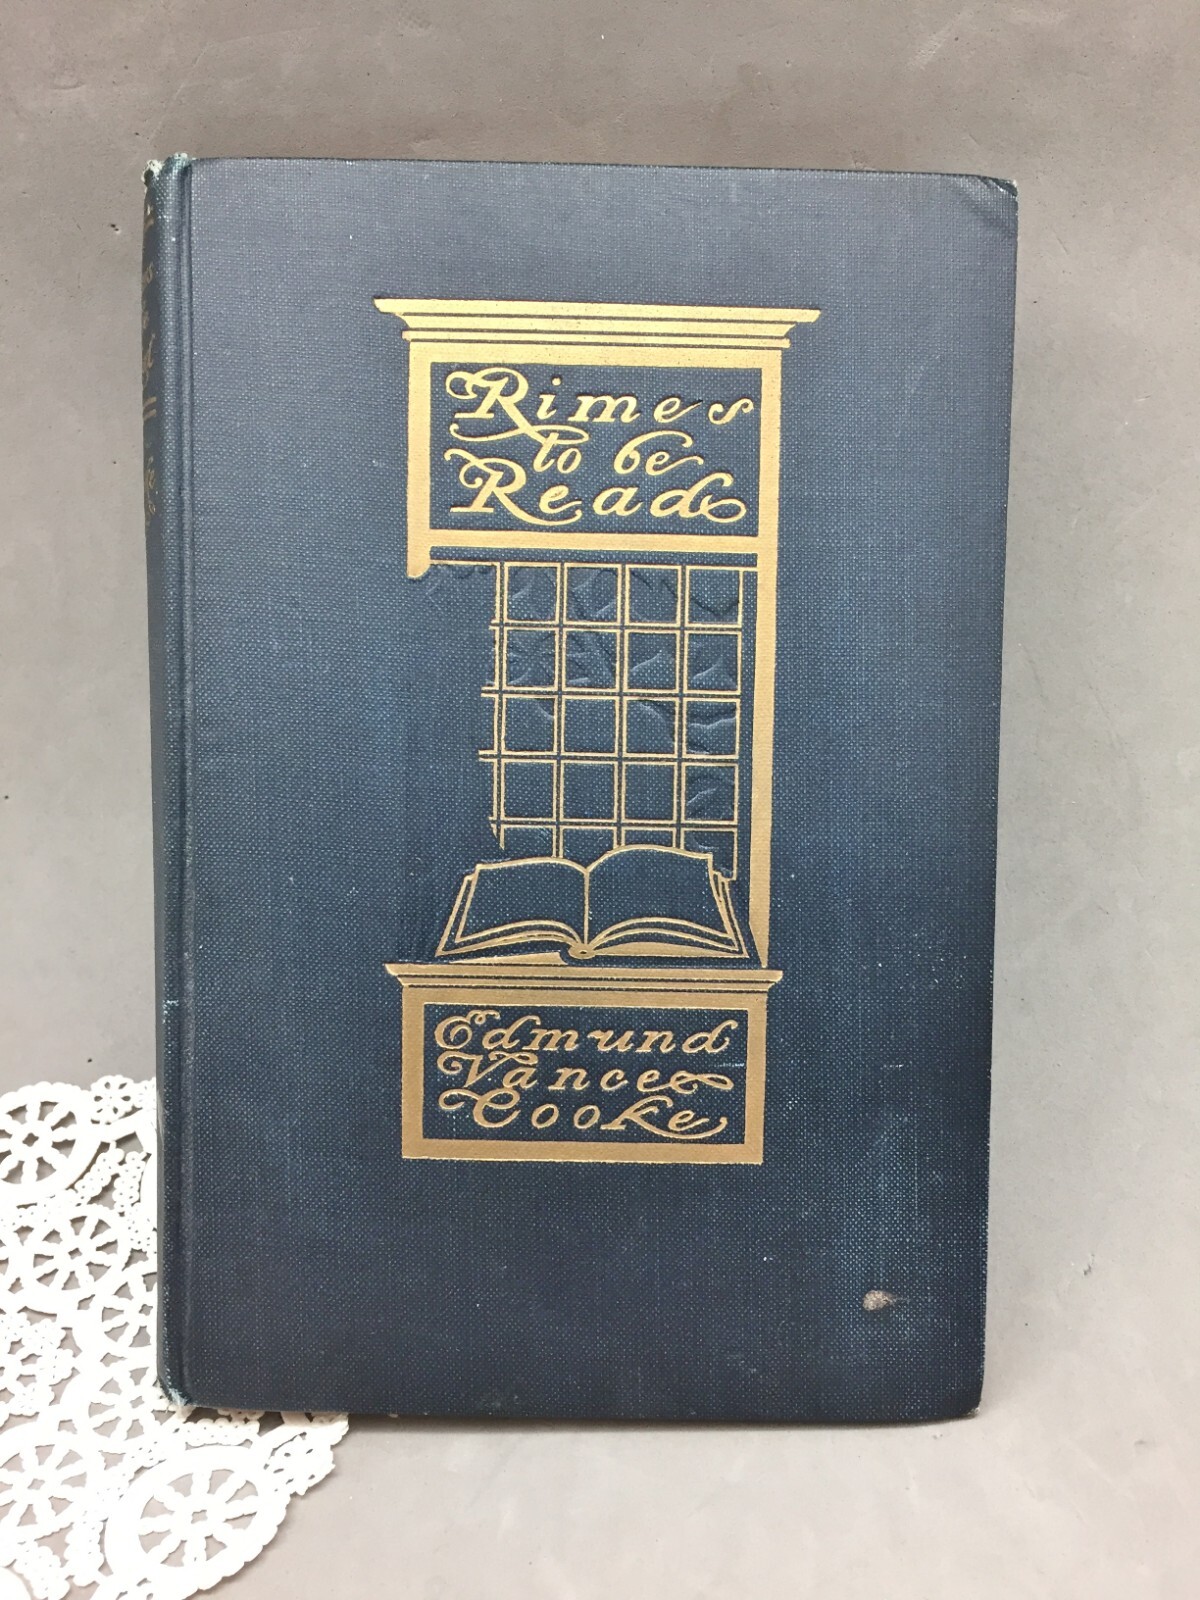 Rimes
to be
Read
Edmund
Vance
Cooke